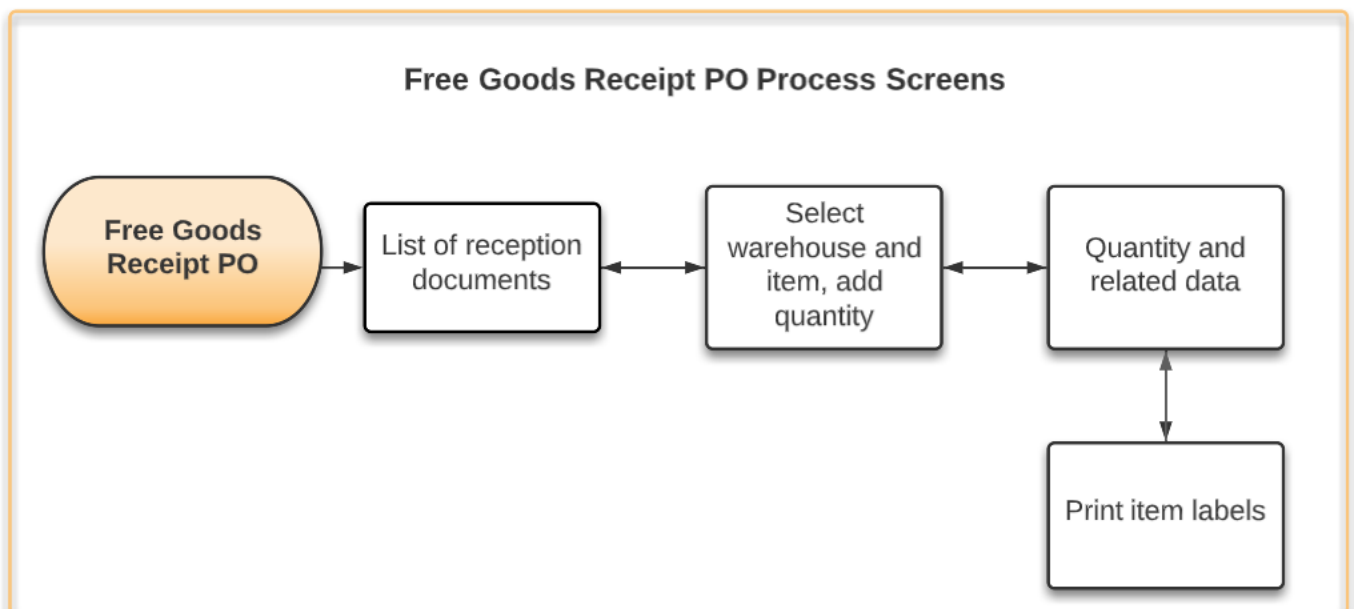 Free Goods Receipt PO Process Screens
Free Goods
Receipt PO
List of reception
documents
Select
warehouse and
item, add
quantity
Quantity and
related data
Print item labels